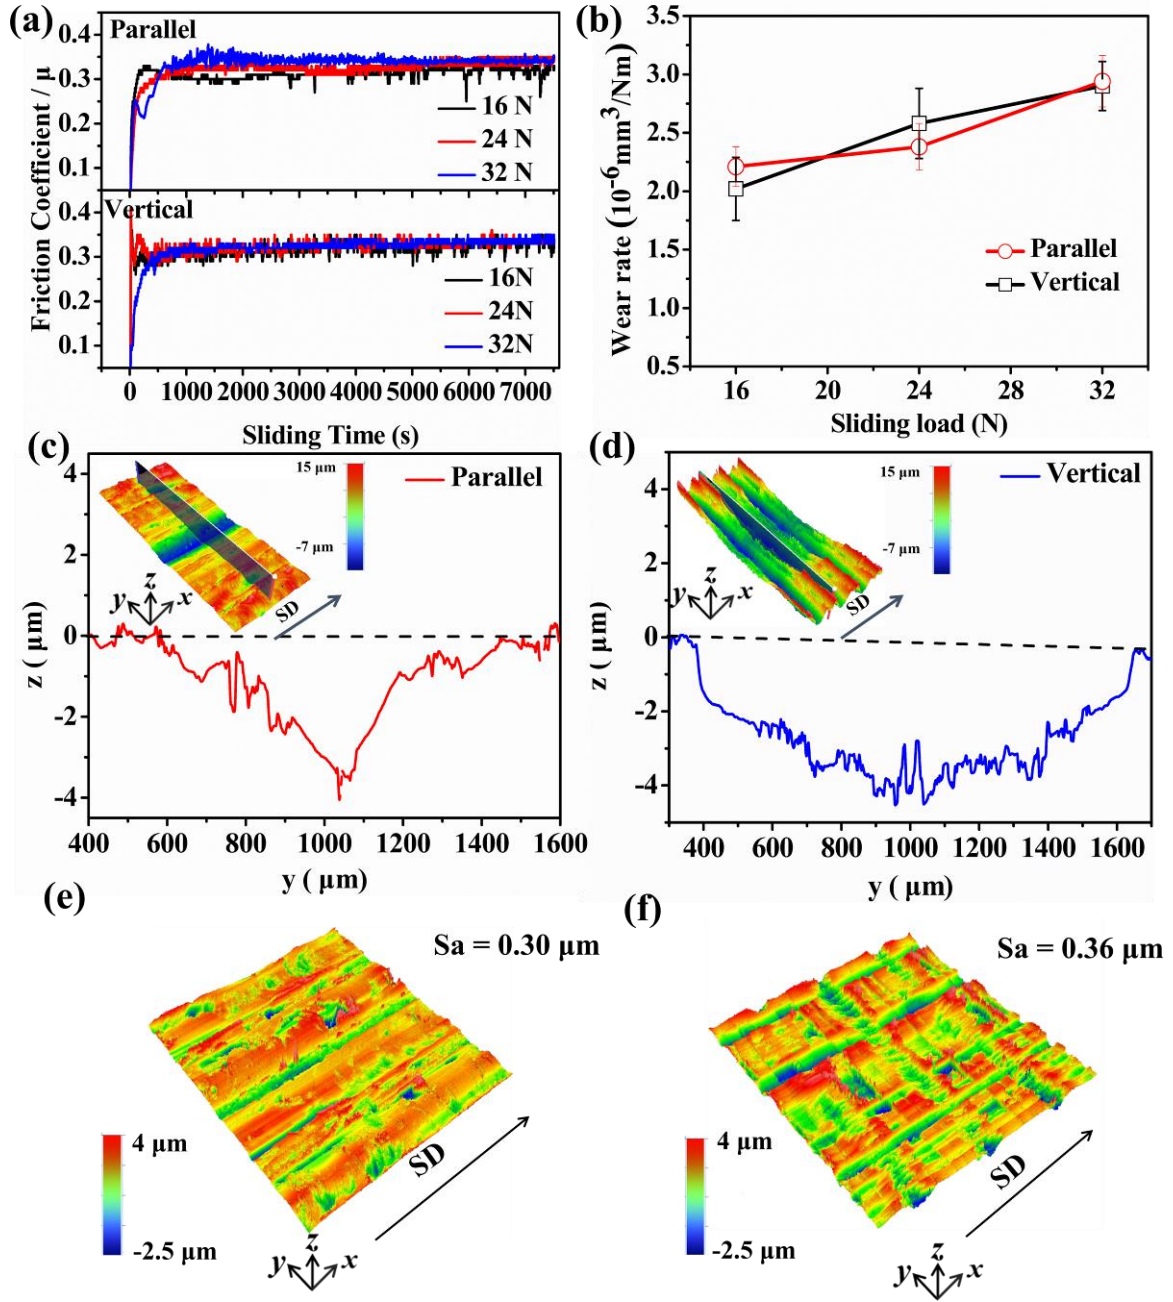 (a)
Parallel
0.4
0.3
0.2
0.1
16 N
24 N
32 N
Vertical
0.4
0.3
0.2
0.1
16N
24N
32N
Friction Coefficient / μ
0 1000 2000 3000 4000 5000 6000 7000
Sliding Time (s)
(b)
3.5
3.0
2.5
2.0
1.5
1.0
0.5
Wear rate (10⁻⁶mm³/Nm)
Parallel
Vertical
16 20 24 28 32
Sliding load (N)
(c)
4
2
0
-2
-4
z ( μm)
15 μm
-7 μm
Parallel
z
y x
SD
400 600 800 1000 1200 1400 1600
y ( μm)
(d)
4
2
0
-2
-4
z ( μm)
15 μm
-7 μm
Vertical
z
y x
SD
400 600 800 1000 1200 1400 1600
y ( μm)
(e)
Sa = 0.30 μm
4 μm
-2.5 μm
SD
z
y x
(f)
Sa = 0.36 μm
4 μm
-2.5 μm
SD
z
y x